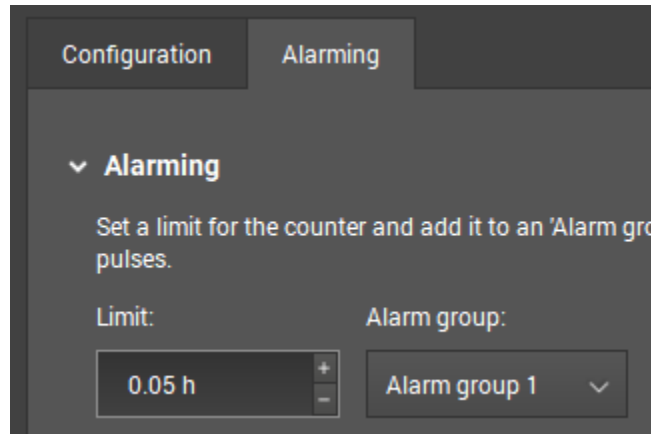 Configuration Alarming
Alarming
Set a limit for the counter and add it to an 'Alarm
pulses.
Limit: Alarm group:
0.05 h + - Alarm group 1